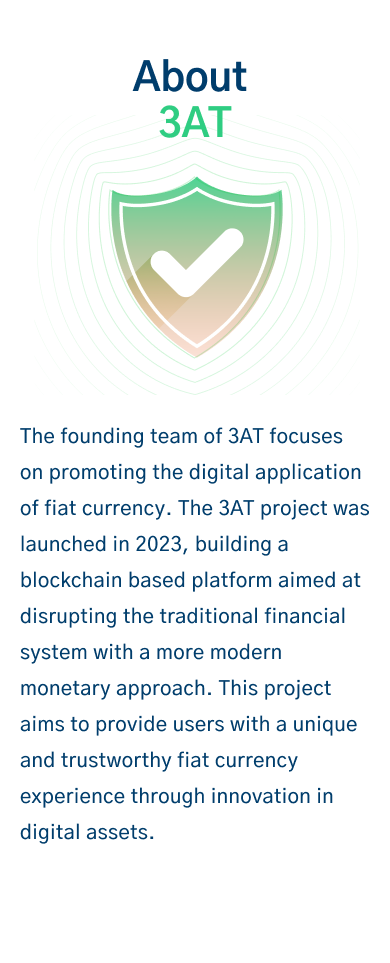 About
3AT
The founding team of 3AT focuses
on promoting the digital application
of fiat currency. The 3AT project was
launched in 2023, building a
blockchain based platform aimed at
disrupting the traditional financial
system with a more modern
monetary approach. This project
aims to provide users with a unique
and trustworthy fiat currency
experience through innovation in
digital assets.